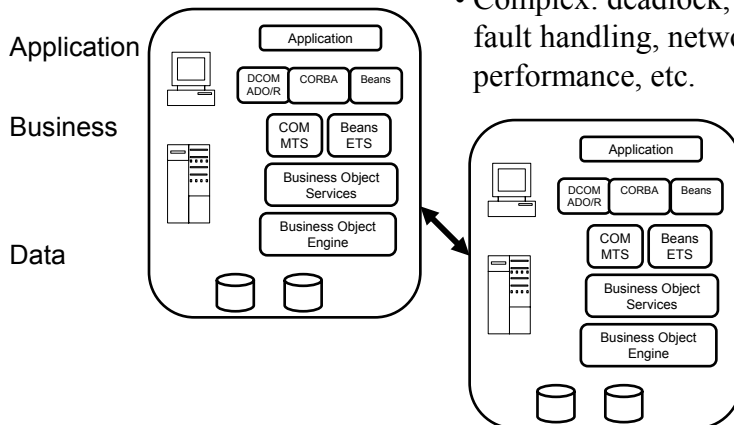 • Complex: deadlock,
fault handling, netwo
performance, etc.
Application
Business
Data
Application
DCOM ADO/R
CORBA
Beans
COM MTS
Beans ETS
Business Object
Services
Business Object
Engine
Application
DCOM ADO/R
CORBA
Beans
COM MTS
Beans ETS
Business Object
Services
Business Object
Engine